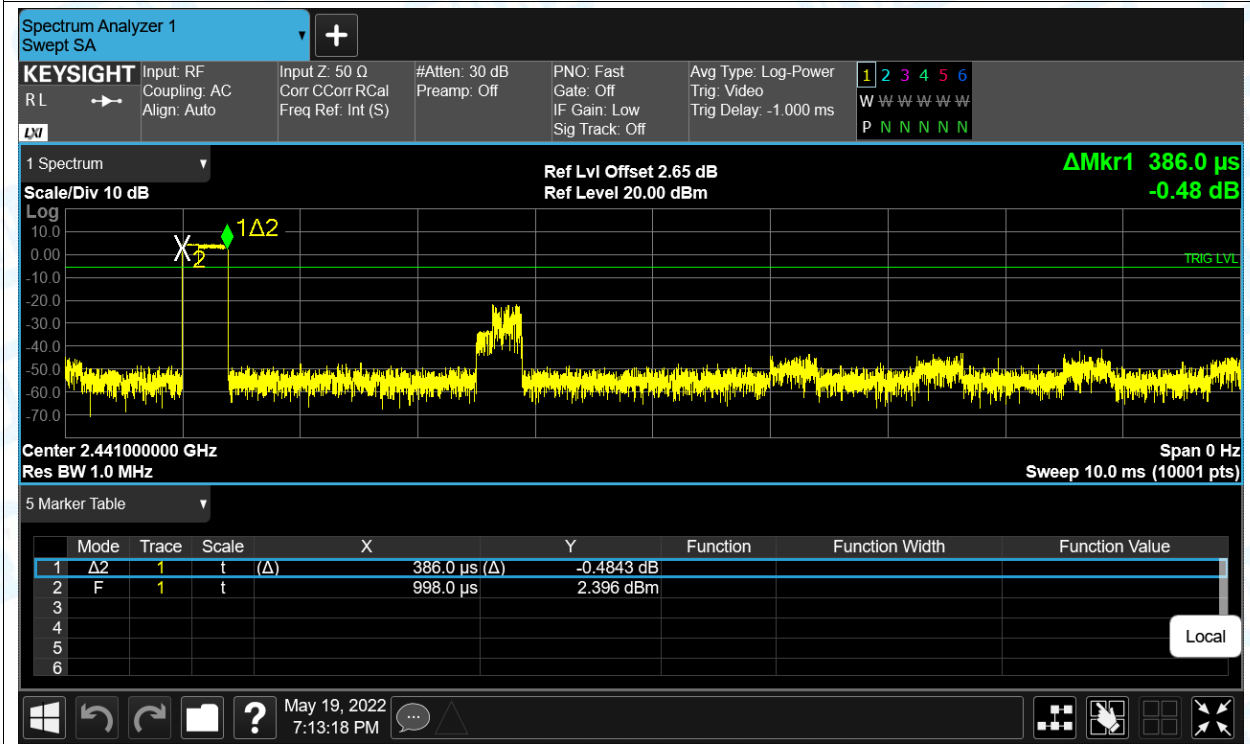 Spectrum Analyzer 1
Swept SA
+
KEYSIGHT Input: RF Input Z: 50 Ω #Atten: 30 dB PNO: Fast Avg Type: Log-Power 1 2 3 4 5 6
R L Coupling: AC Corr CCorr RCal Preamp: Off Gate: Off Trig: Video W W W W W W
Align: Auto Freq Ref: Int (S) IF Gain: Low Trig Delay: -1.000 ms
LXI Sig Track: Off P N N N N N
1 Spectrum Ref Lvl Offset 2.65 dB ΔMkr1 386.0 µs
Scale/Div 10 dB Ref Level 20.00 dBm -0.48 dB
Log
10.0 1Δ2
0.00 X 2 TRIG LVL
-10.0
-20.0
-30.0
-40.0
-50.0
-60.0
-70.0
Center 2.441000000 GHz Span 0 Hz
Res BW 1.0 MHz Sweep 10.0 ms (10001 pts)
5 Marker Table
Mode Trace Scale X Y Function Function Width Function Value
1 Δ2 1 t (Δ) 386.0 µs (Δ) -0.4843 dB
2 F 1 t 998.0 µs 2.396 dBm
3
4
5
6
Local
? May 19, 2022
7:13:18 PM